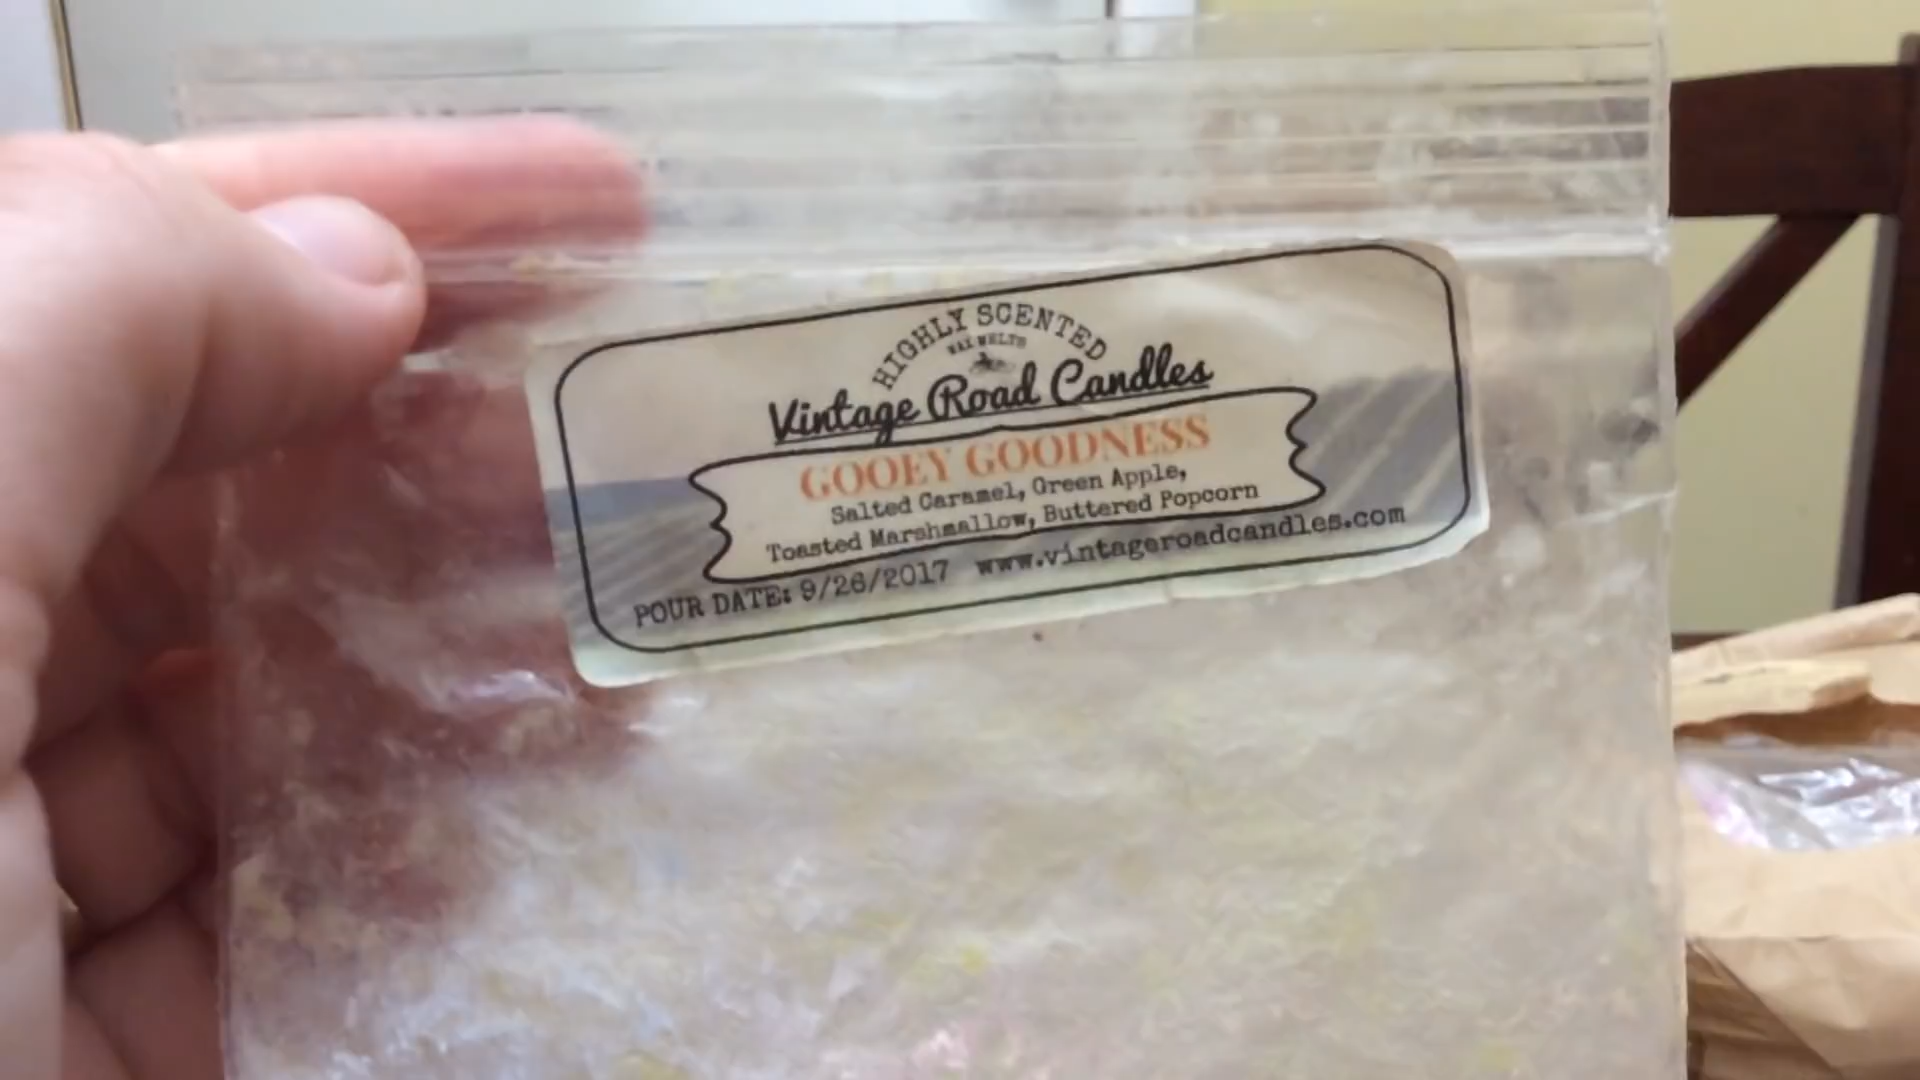 HIGHLY SCENTED
WAX MELTS
Vintage Road Candles
GOOEY GOODNESS
Salted Caramel, Green Apple,
Toasted Marshmallow, Buttered Popcorn
POUR DATE: 9/26/2017 www.vintageroadcandles.com